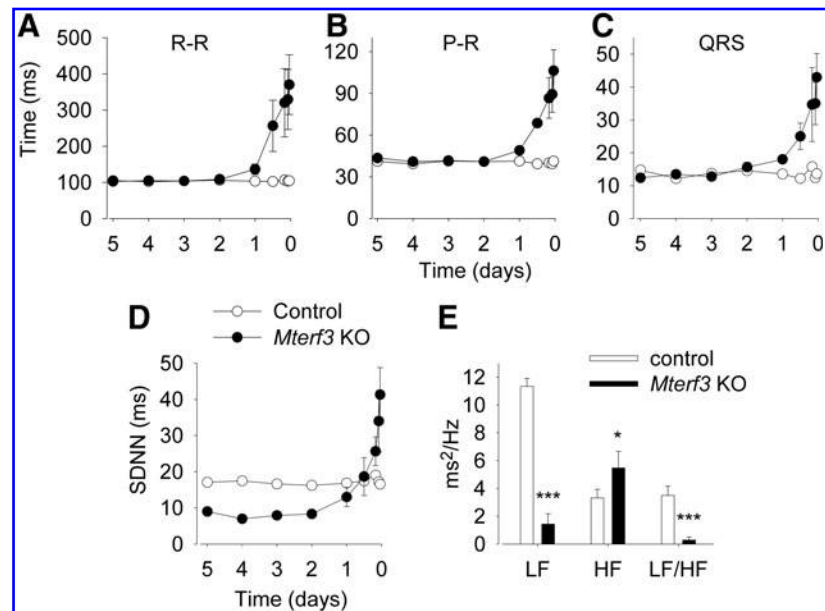 A
R-R
Time (ms)
500
400
300
200
100
0
5 4 3 2 1 0
B
P-R
120
90
60
30
0
5 4 3 2 1 0
Time (days)
C
QRS
50
40
30
20
10
0
5 4 3 2 1 0
D
Control
Mterf3 KO
SDNN (ms)
50
40
30
20
10
0
5 4 3 2 1 0
Time (days)
E
control
Mterf3 KO
ms²/Hz
12
10
8
6
4
2
0
***
*
***
LF HF LF/HF